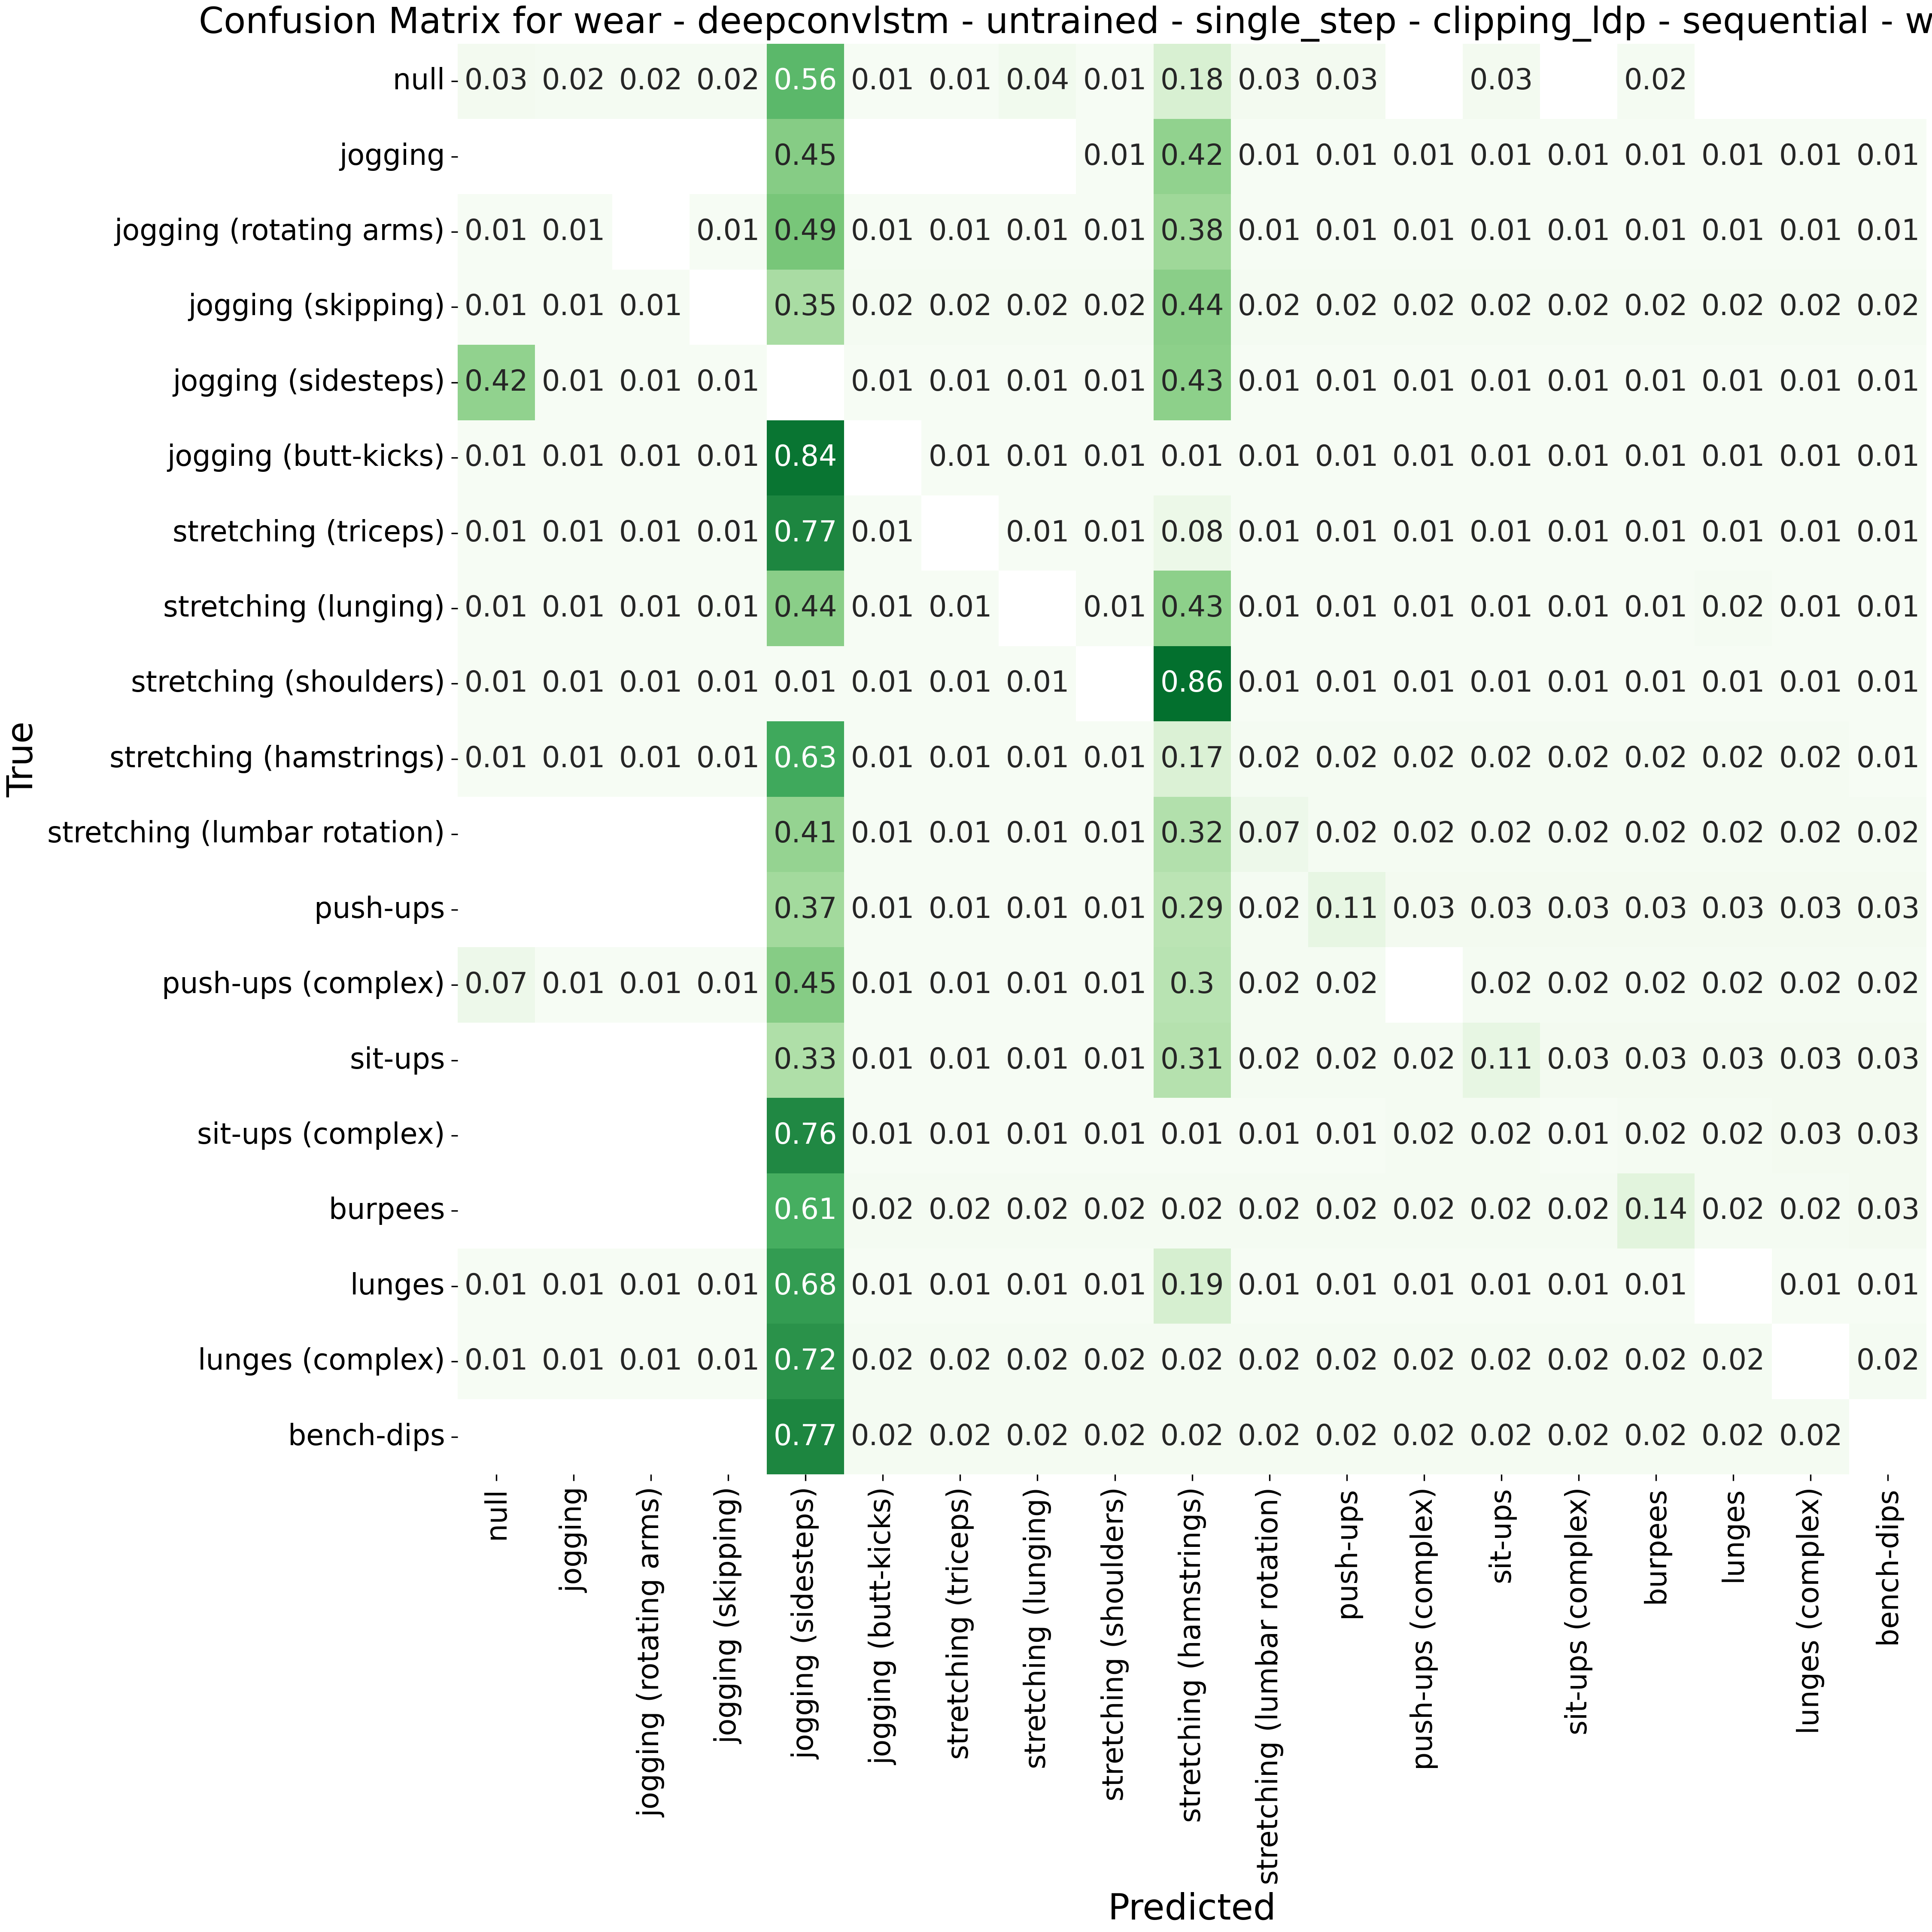 Confusion Matrix for wear - deepconvlstm - untrained - single_step - clipping_ldp - sequential - w
null 0.03 0.02 0.02 0.02 0.56 0.01 0.01 0.04 0.01 0.18 0.03 0.03 0.03 0.02
jogging 0.45 0.01 0.42 0.01 0.01 0.01 0.01 0.01 0.01 0.01 0.01 0.01
jogging (rotating arms) 0.01 0.01 0.01 0.49 0.01 0.01 0.01 0.01 0.38 0.01 0.01 0.01 0.01 0.01 0.01 0.01 0.01 0.01
jogging (skipping) 0.01 0.01 0.01 0.35 0.02 0.02 0.02 0.02 0.44 0.02 0.02 0.02 0.02 0.02 0.02 0.02 0.02 0.02
jogging (sidesteps) 0.42 0.01 0.01 0.01 0.01 0.01 0.01 0.01 0.43 0.01 0.01 0.01 0.01 0.01 0.01 0.01 0.01 0.01
jogging (butt-kicks) 0.01 0.01 0.01 0.01 0.84 0.01 0.01 0.01 0.01 0.01 0.01 0.01 0.01 0.01 0.01 0.01 0.01 0.01
stretching (triceps) 0.01 0.01 0.01 0.01 0.77 0.01 0.01 0.01 0.08 0.01 0.01 0.01 0.01 0.01 0.01 0.01 0.01 0.01
stretching (lunging) 0.01 0.01 0.01 0.01 0.44 0.01 0.01 0.01 0.43 0.01 0.01 0.01 0.01 0.01 0.01 0.02 0.01 0.01
stretching (shoulders) 0.01 0.01 0.01 0.01 0.01 0.01 0.01 0.01 0.86 0.01 0.01 0.01 0.01 0.01 0.01 0.01 0.01 0.01
stretching (hamstrings) 0.01 0.01 0.01 0.01 0.63 0.01 0.01 0.01 0.01 0.17 0.02 0.02 0.02 0.02 0.02 0.02 0.02 0.02 0.01
stretching (lumbar rotation) 0.41 0.01 0.01 0.01 0.01 0.32 0.07 0.02 0.02 0.02 0.02 0.02 0.02 0.02 0.02
push-ups 0.37 0.01 0.01 0.01 0.01 0.29 0.02 0.11 0.03 0.03 0.03 0.03 0.03 0.03 0.03
push-ups (complex) 0.07 0.01 0.01 0.01 0.45 0.01 0.01 0.01 0.01 0.3 0.02 0.02 0.02 0.02 0.02 0.02 0.02 0.02
sit-ups 0.33 0.01 0.01 0.01 0.01 0.31 0.02 0.02 0.02 0.11 0.03 0.03 0.03 0.03 0.03
sit-ups (complex) 0.76 0.01 0.01 0.01 0.01 0.01 0.01 0.01 0.02 0.02 0.01 0.02 0.02 0.03 0.03
burpees 0.61 0.02 0.02 0.02 0.02 0.02 0.02 0.02 0.02 0.02 0.02 0.14 0.02 0.02 0.03
lunges 0.01 0.01 0.01 0.01 0.68 0.01 0.01 0.01 0.01 0.19 0.01 0.01 0.01 0.01 0.01 0.01 0.01 0.01
lunges (complex) 0.01 0.01 0.01 0.01 0.72 0.02 0.02 0.02 0.02 0.02 0.02 0.02 0.02 0.02 0.02 0.02 0.02 0.02
bench-dips 0.77 0.02 0.02 0.02 0.02 0.02 0.02 0.02 0.02 0.02 0.02 0.02 0.02 0.02
True
null
jogging
jogging (rotating arms)
jogging (skipping)
jogging (sidesteps)
jogging (butt-kicks)
stretching (triceps)
stretching (lunging)
stretching (shoulders)
stretching (hamstrings)
stretching (lumbar rotation)
push-ups
push-ups (complex)
sit-ups
sit-ups (complex)
burpees
lunges
lunges (complex)
bench-dips
Predicted